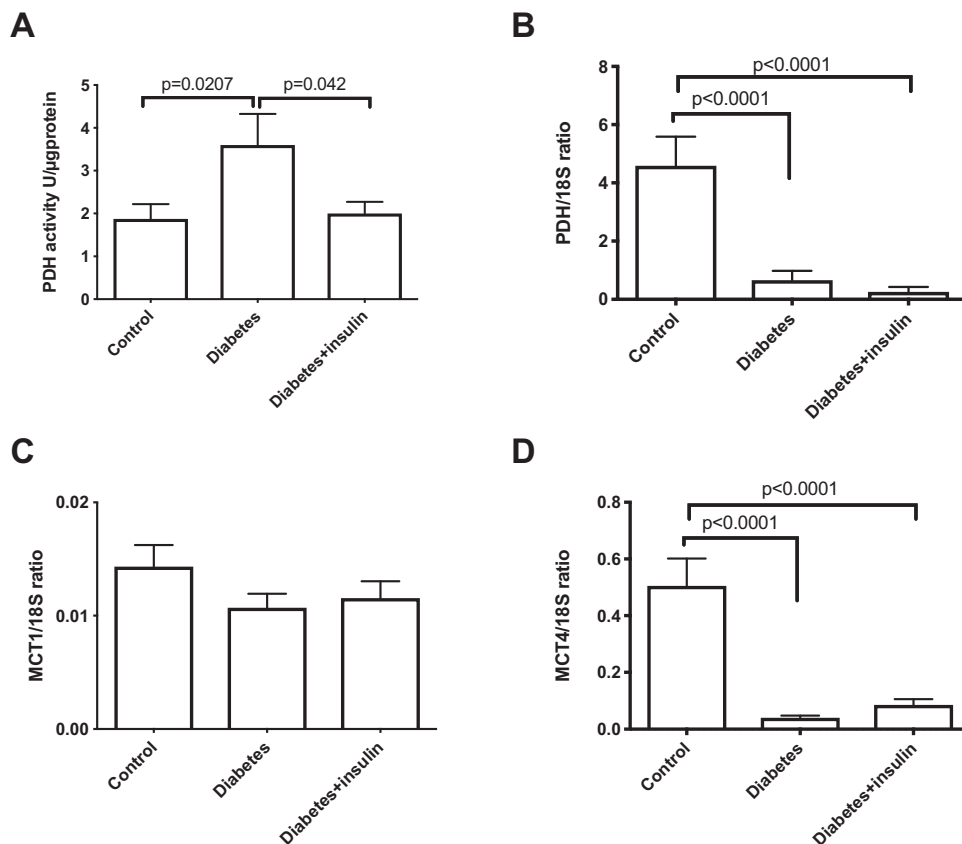 A
p=0.0207
p=0.042
PDH activity U/µgprotein
5
4
3
2
1
0
Control
Diabetes
Diabetes+insulin
B
p<0.0001
p<0.0001
PDH/18S ratio
8
6
4
2
0
Control
Diabetes
Diabetes+insulin
C
MCT1/18S ratio
0.02
0.01
0.00
Control
Diabetes
Diabetes+insulin
D
p<0.0001
p<0.0001
MCT4/18S ratio
0.8
0.6
0.4
0.2
0.0
Control
Diabetes
Diabetes+insulin